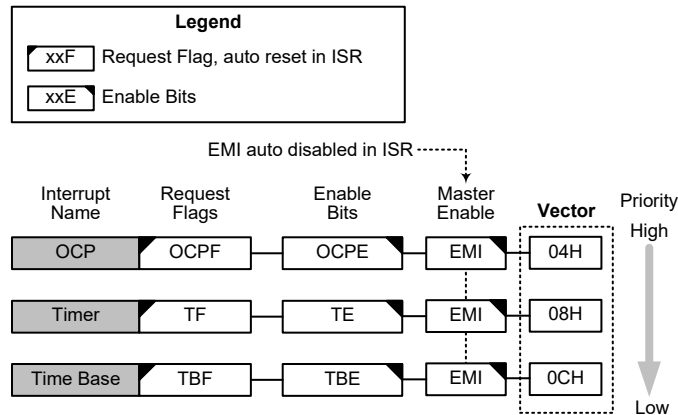 Legend
xxF Request Flag, auto reset in ISR
xxE Enable Bits
EMI auto disabled in ISR
Interrupt Name
Request Flags
Enable Bits
Master Enable
Vector
Priority
High
OCP OCPF OCPE EMI 04H
Timer TF TE EMI 08H
Time Base TBF TBE EMI 0CH
Low